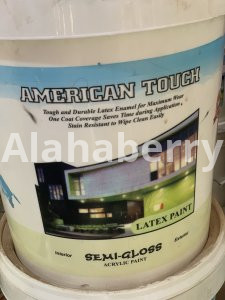 AMERICAN TOUCH
Tough and Durable Latex Enamel for Maximum Wear
One Coat Coverage Saves Time during Application
Stain Resistant to Wipe Clean Easily
Alahaberry
LATEX PAINT
Interior
SEMI-GLOSS
Exterior
ACRYLIC PAINT